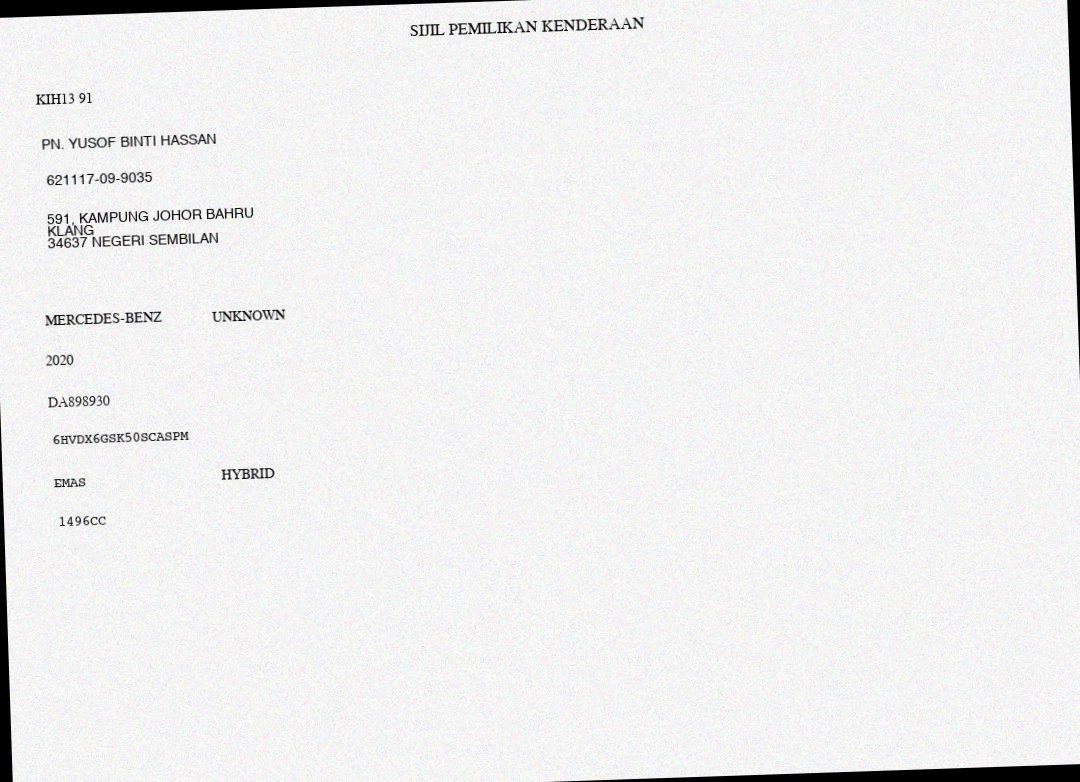 SIJIL PEMILIKAN KENDERAAN
KIH13 91
PN. YUSOF BINTI HASSAN
621117-09-9035
591, KAMPUNG JOHOR BAHRU
KLANG
34637 NEGERI SEMBILAN
MERCEDES-BENZ UNKNOWN
2020
DA898930
6HVDX6GSK50SCASPM
EMAS HYBRID
1496CC